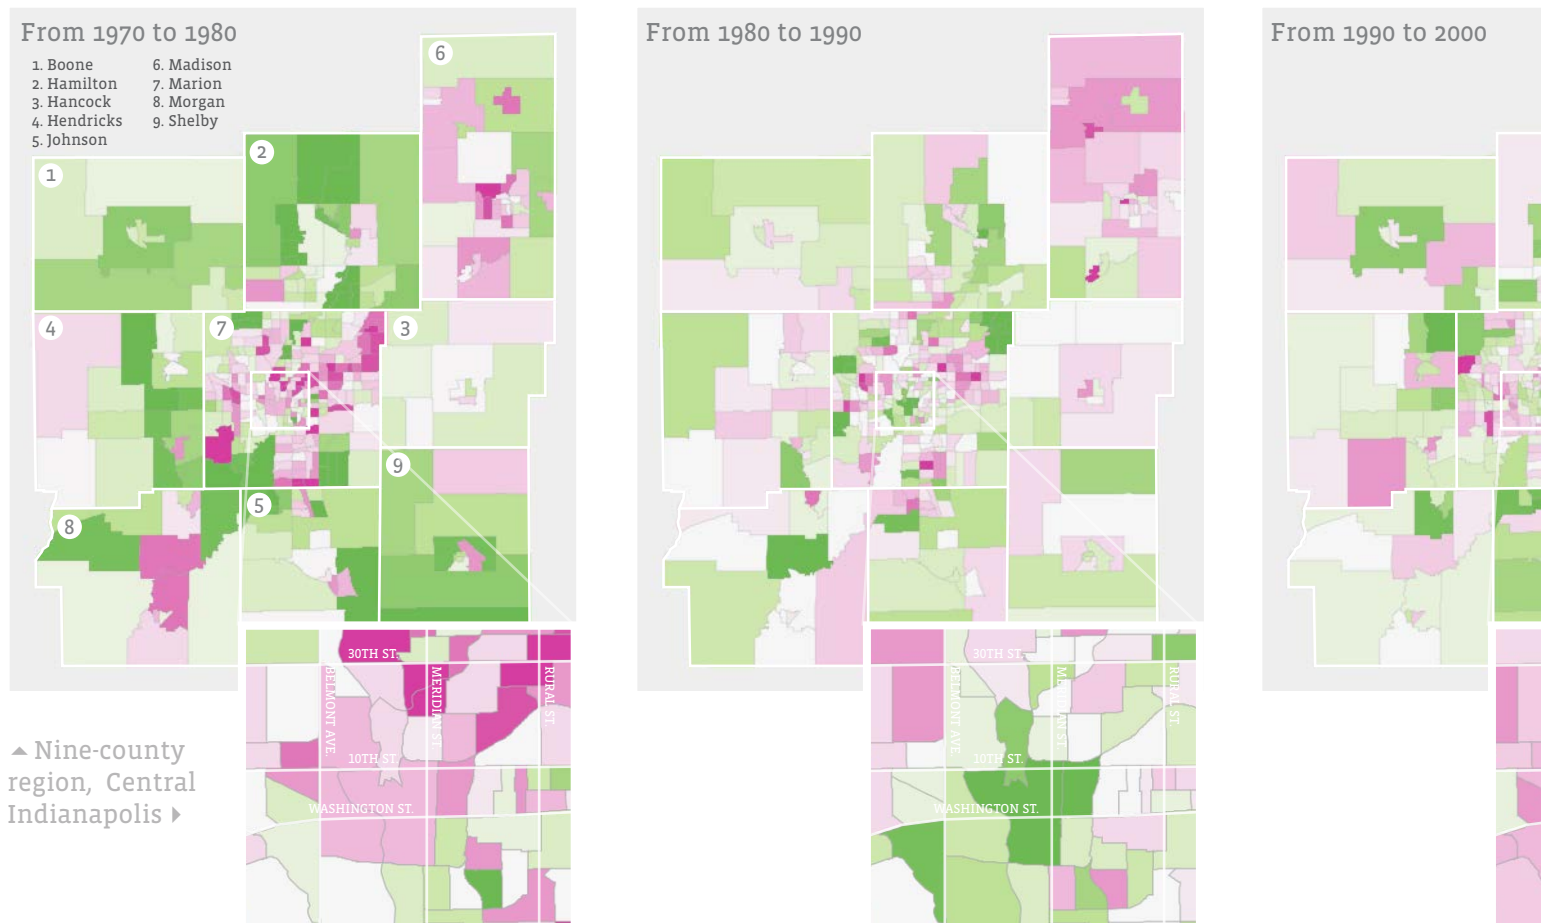 From 1970 to 1980
1. Boone
2. Hamilton
3. Hancock
4. Hendricks
5. Johnson
6. Madison
7. Marion
8. Morgan
9. Shelby
6
2
1
4
7
3
9
5
8
30TH ST.
BELMONT AVE.
MERIDIAN ST.
RURAL ST.
10TH ST.
WASHINGTON ST.
Nine-county
region, Central
Indianapolis
From 1980 to 1990
30TH ST.
BELMONT AVE.
MERIDIAN ST.
RURAL ST.
10TH ST.
WASHINGTON ST.
From 1990 to 2000